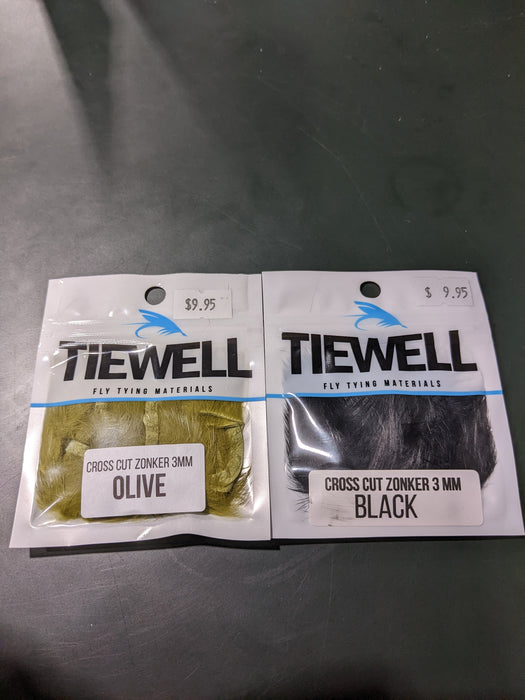 $9.95
TIEWELL
FLY TYING MATERIALS
CROSS CUT ZONKER 3MM
OLIVE
$ 9.95
TIEWELL
FLY TYING MATERIALS
CROSS CUT ZONKER 3 MM
BLACK